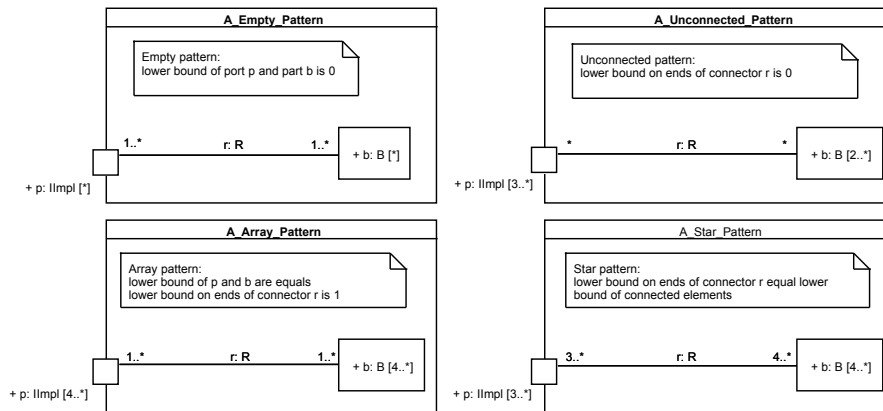 A_Empty_Pattern
Empty pattern:
lower bound of port p and part b is 0
1..*
r: R
1..*
+ b: B [*]
+ p: IImpl [*]
A_Unconnected_Pattern
Unconnected pattern:
lower bound on ends of connector r is 0
*
r: R
*
+ b: B [2..*]
+ p: IImpl [3..*]
A_Array_Pattern
Array pattern:
lower bound of p and b are equals
lower bound on ends of connector r is 1
1..*
r: R
1..*
+ b: B [4..*]
+ p: IImpl [4..*]
A_Star_Pattern
Star pattern:
lower bound on ends of connector r equal lower
bound of connected elements
3..*
r: R
4..*
+ b: B [4..*]
+ p: IImpl [3..*]